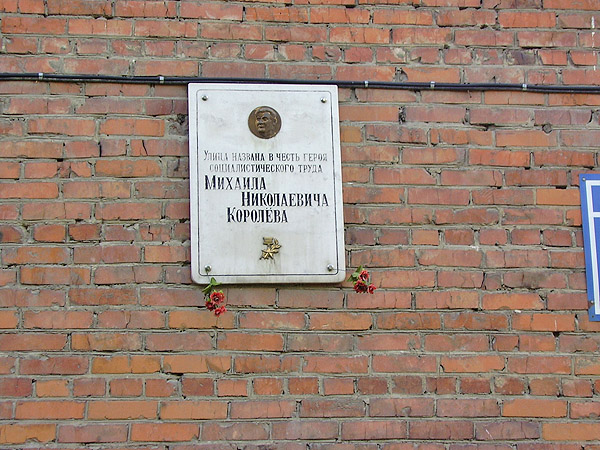 УЛИЦА НАЗВАНА В ЧЕСТЬ ГЕРОЯ
СОЦИАЛИСТИЧЕСКОГО ТРУДА
МИХАИЛА
НИКОЛАЕВИЧА
КОРОЛЁВА